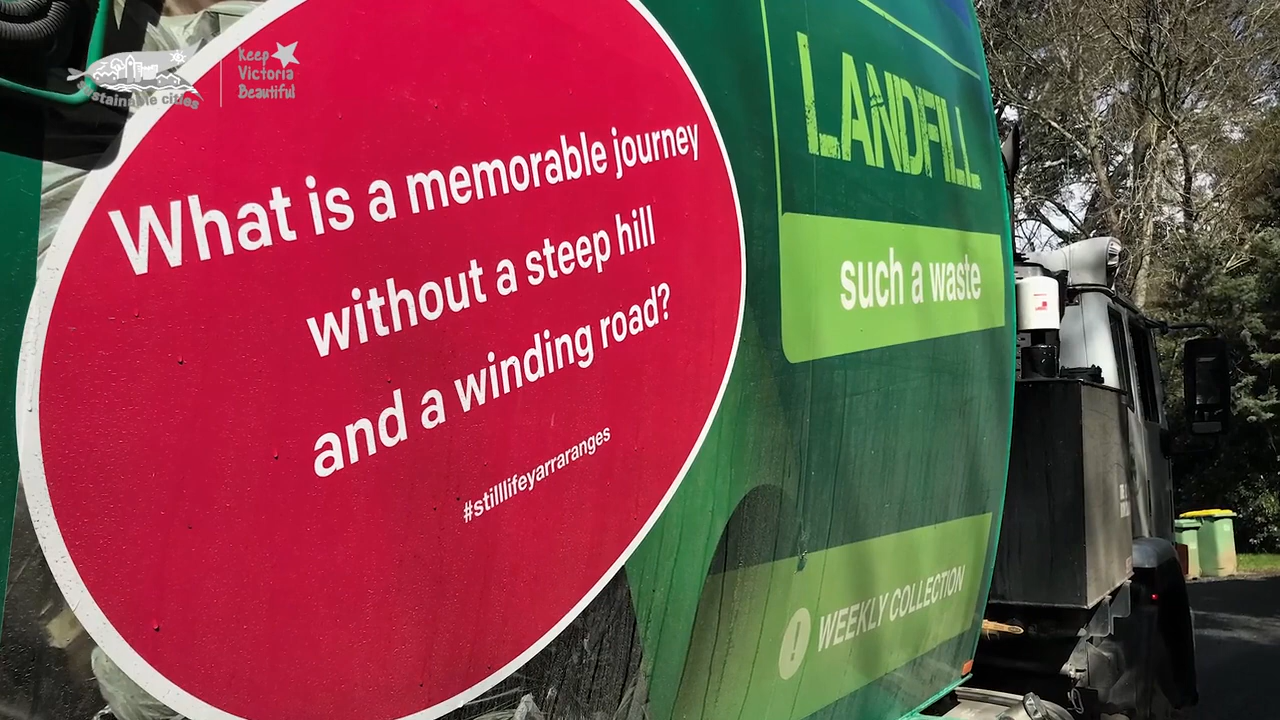 sustainable cities
Keep
Victoria
Beautiful
What is a memorable journey
without a steep hill
and a winding road?
#stilllifeyarraranges
LANDFILL
such a waste
! WEEKLY COLLECTION